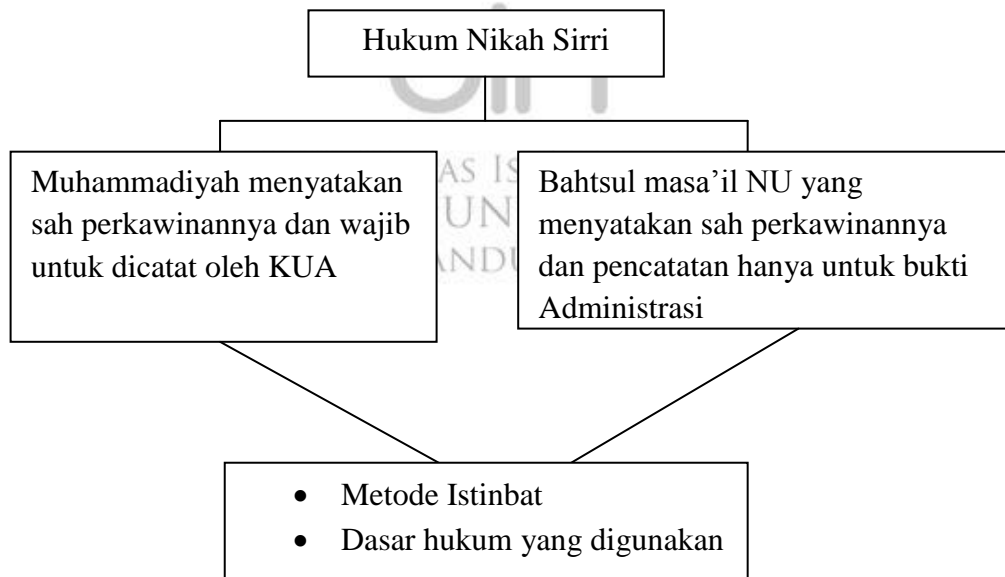 Hukum Nikah Sirri
Muhammadiyah menyatakan
sah perkawinannya dan wajib
untuk dicatat oleh KUA
Bahtsul masa’il NU yang
menyatakan sah perkawinannya
dan pencatatan hanya untuk bukti
Administrasi
• Metode Istinbat
• Dasar hukum yang digunakan